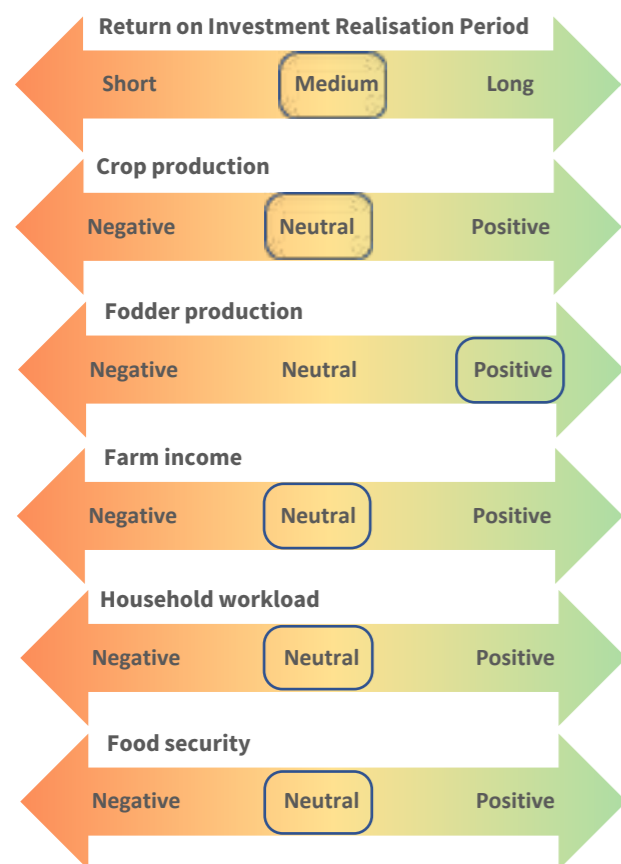 Return on Investment Realisation Period
Short Medium Long
Crop production
Negative Neutral Positive
Fodder production
Negative Neutral Positive
Farm income
Negative Neutral Positive
Household workload
Negative Neutral Positive
Food security
Negative Neutral Positive